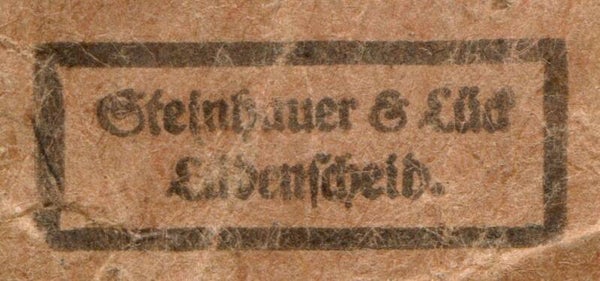 Steinhauer & Lück
Lüdenscheid.